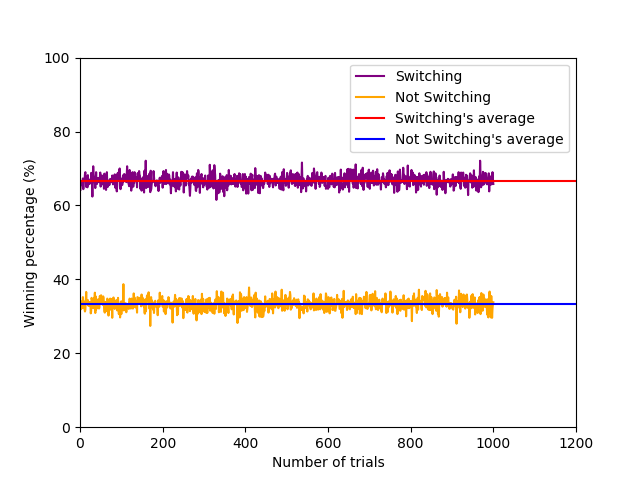 100
80
60
40
20
0
Winning percentage (%)
Switching
Not Switching
Switching's average
Not Switching's average
0 200 400 600 800 1000 1200
Number of trials